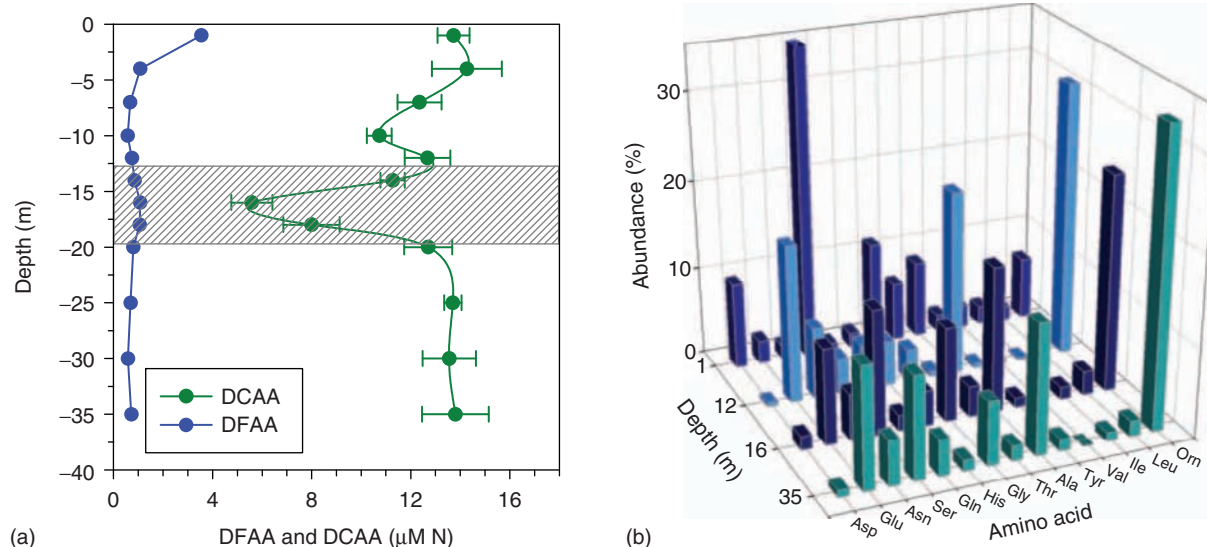 0
−5
−10
−15
−20
−25
−30
−35
−40
Depth (m)
DCAA
DFAA
0
4
8
12
16
DFAA and DCAA (μM N)
(a)
30
20
10
0
Abundance (%)
1
12
16
35
Depth (m)
Asp
Glu
Asn
Ser
Gln
His
Gly
Thr
Ala
Tyr
Val
Ile
Leu
Orn
Amino acid
(b)